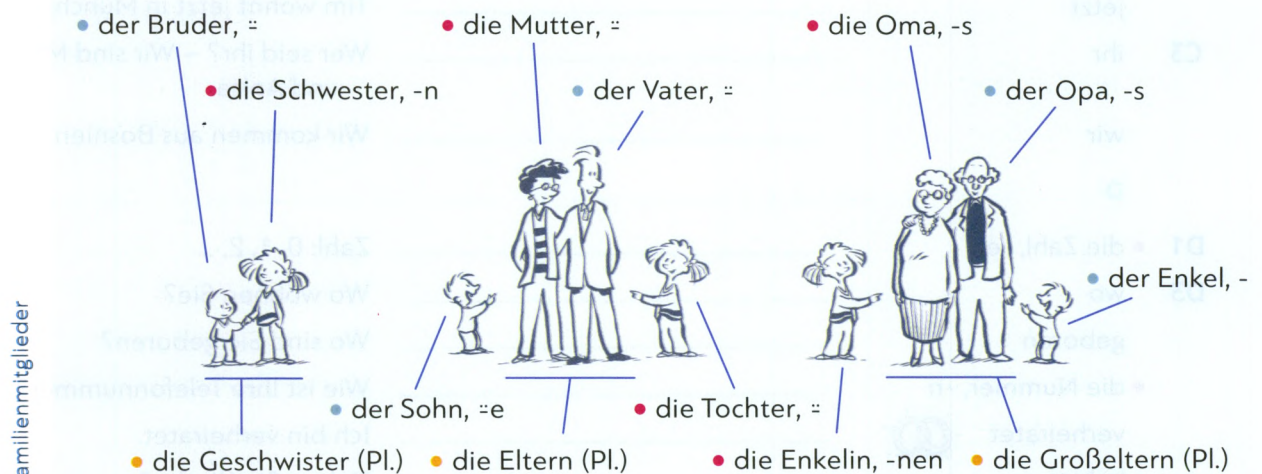 • der Bruder, ⸚
• die Mutter, ⸚
• die Oma, -s
• die Schwester, -n
• der Vater, ⸚
• der Opa, -s
• der Enkel, -
• der Sohn, ⸚e
• die Tochter, ⸚
• die Geschwister (Pl.)
• die Eltern (Pl.)
• die Enkelin, -nen
• die Großeltern (Pl.)
amilienmitglieder